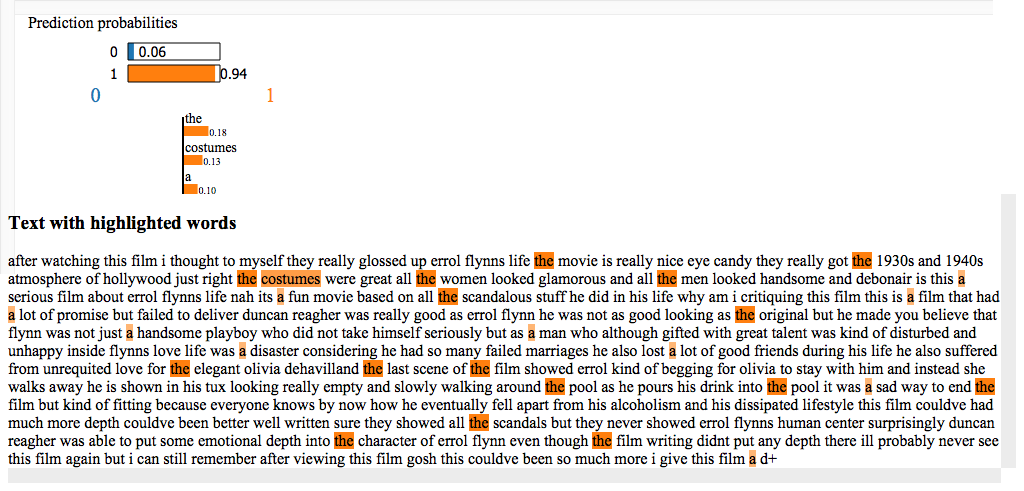 Prediction probabilities
0 0.06
1 0.94
0 1
the
0.18
costumes
0.13
a
0.10
Text with highlighted words
after watching this film i thought to myself they really glossed up errol flynns life the movie is really nice eye candy they really got the 1930s and 1940s
atmosphere of hollywood just right the costumes were great all the women looked glamorous and all the men looked handsome and debonair is this a
serious film about errol flynns life nah its a fun movie based on all the scandalous stuff he did in his life why am i critiquing this film this is a film that had
a lot of promise but failed to deliver duncan reagher was really good as errol flynn he was not as good looking as the original but he made you believe that
flynn was not just a handsome playboy who did not take himself seriously but as a man who although gifted with great talent was kind of disturbed and
unhappy inside flynns love life was a disaster considering he had so many failed marriages he also lost a lot of good friends during his life he also suffered
from unrequited love for the elegant olivia dehavilland the last scene of the film showed errol kind of begging for olivia to stay with him and instead she
walks away he is shown in his tux looking really empty and slowly walking around the pool as he pours his drink into the pool it was a sad way to end the
film but kind of fitting because everyone knows by now how he eventually fell apart from his alcoholism and his dissipated lifestyle this film couldve had
much more depth couldve been better well written sure they showed all the scandals but they never showed errol flynns human center surprisingly duncan
reagher was able to put some emotional depth into the character of errol flynn even though the film writing didnt put any depth there ill probably never see
this film again but i can still remember after viewing this film gosh this couldve been so much more i give this film a d+